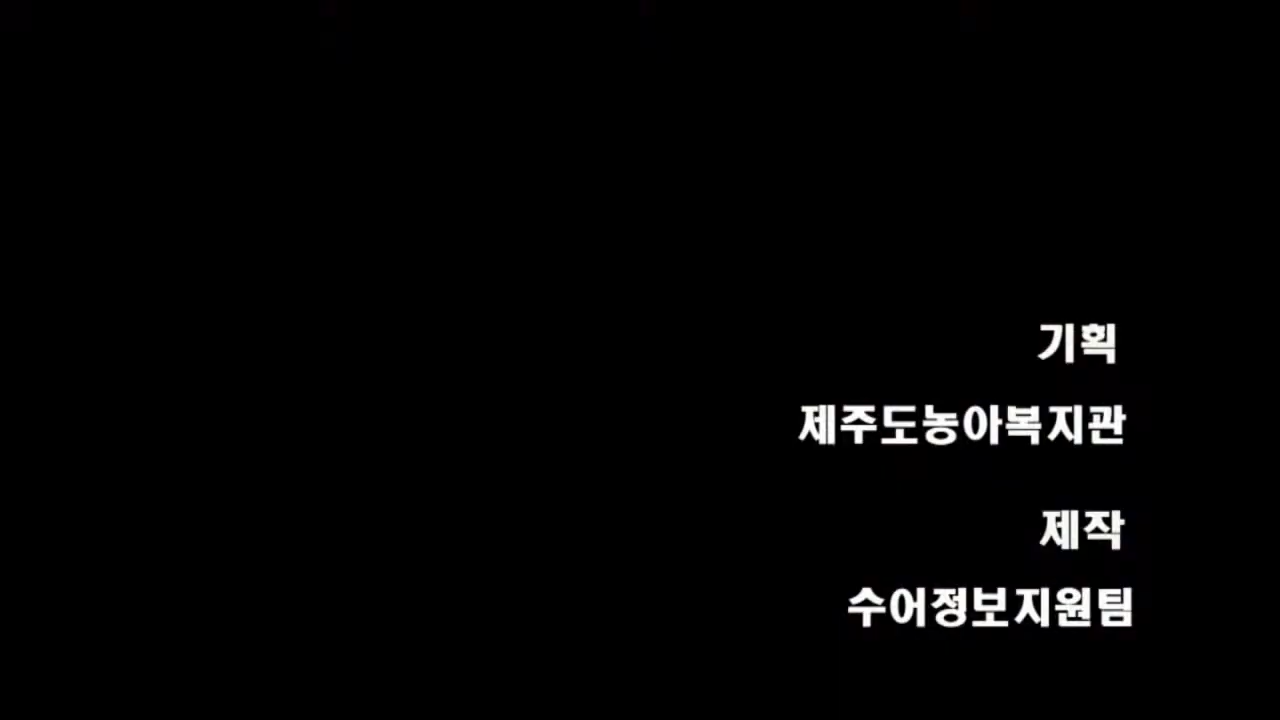 기획
제주도농아복지관
제작
수어정보지원팀